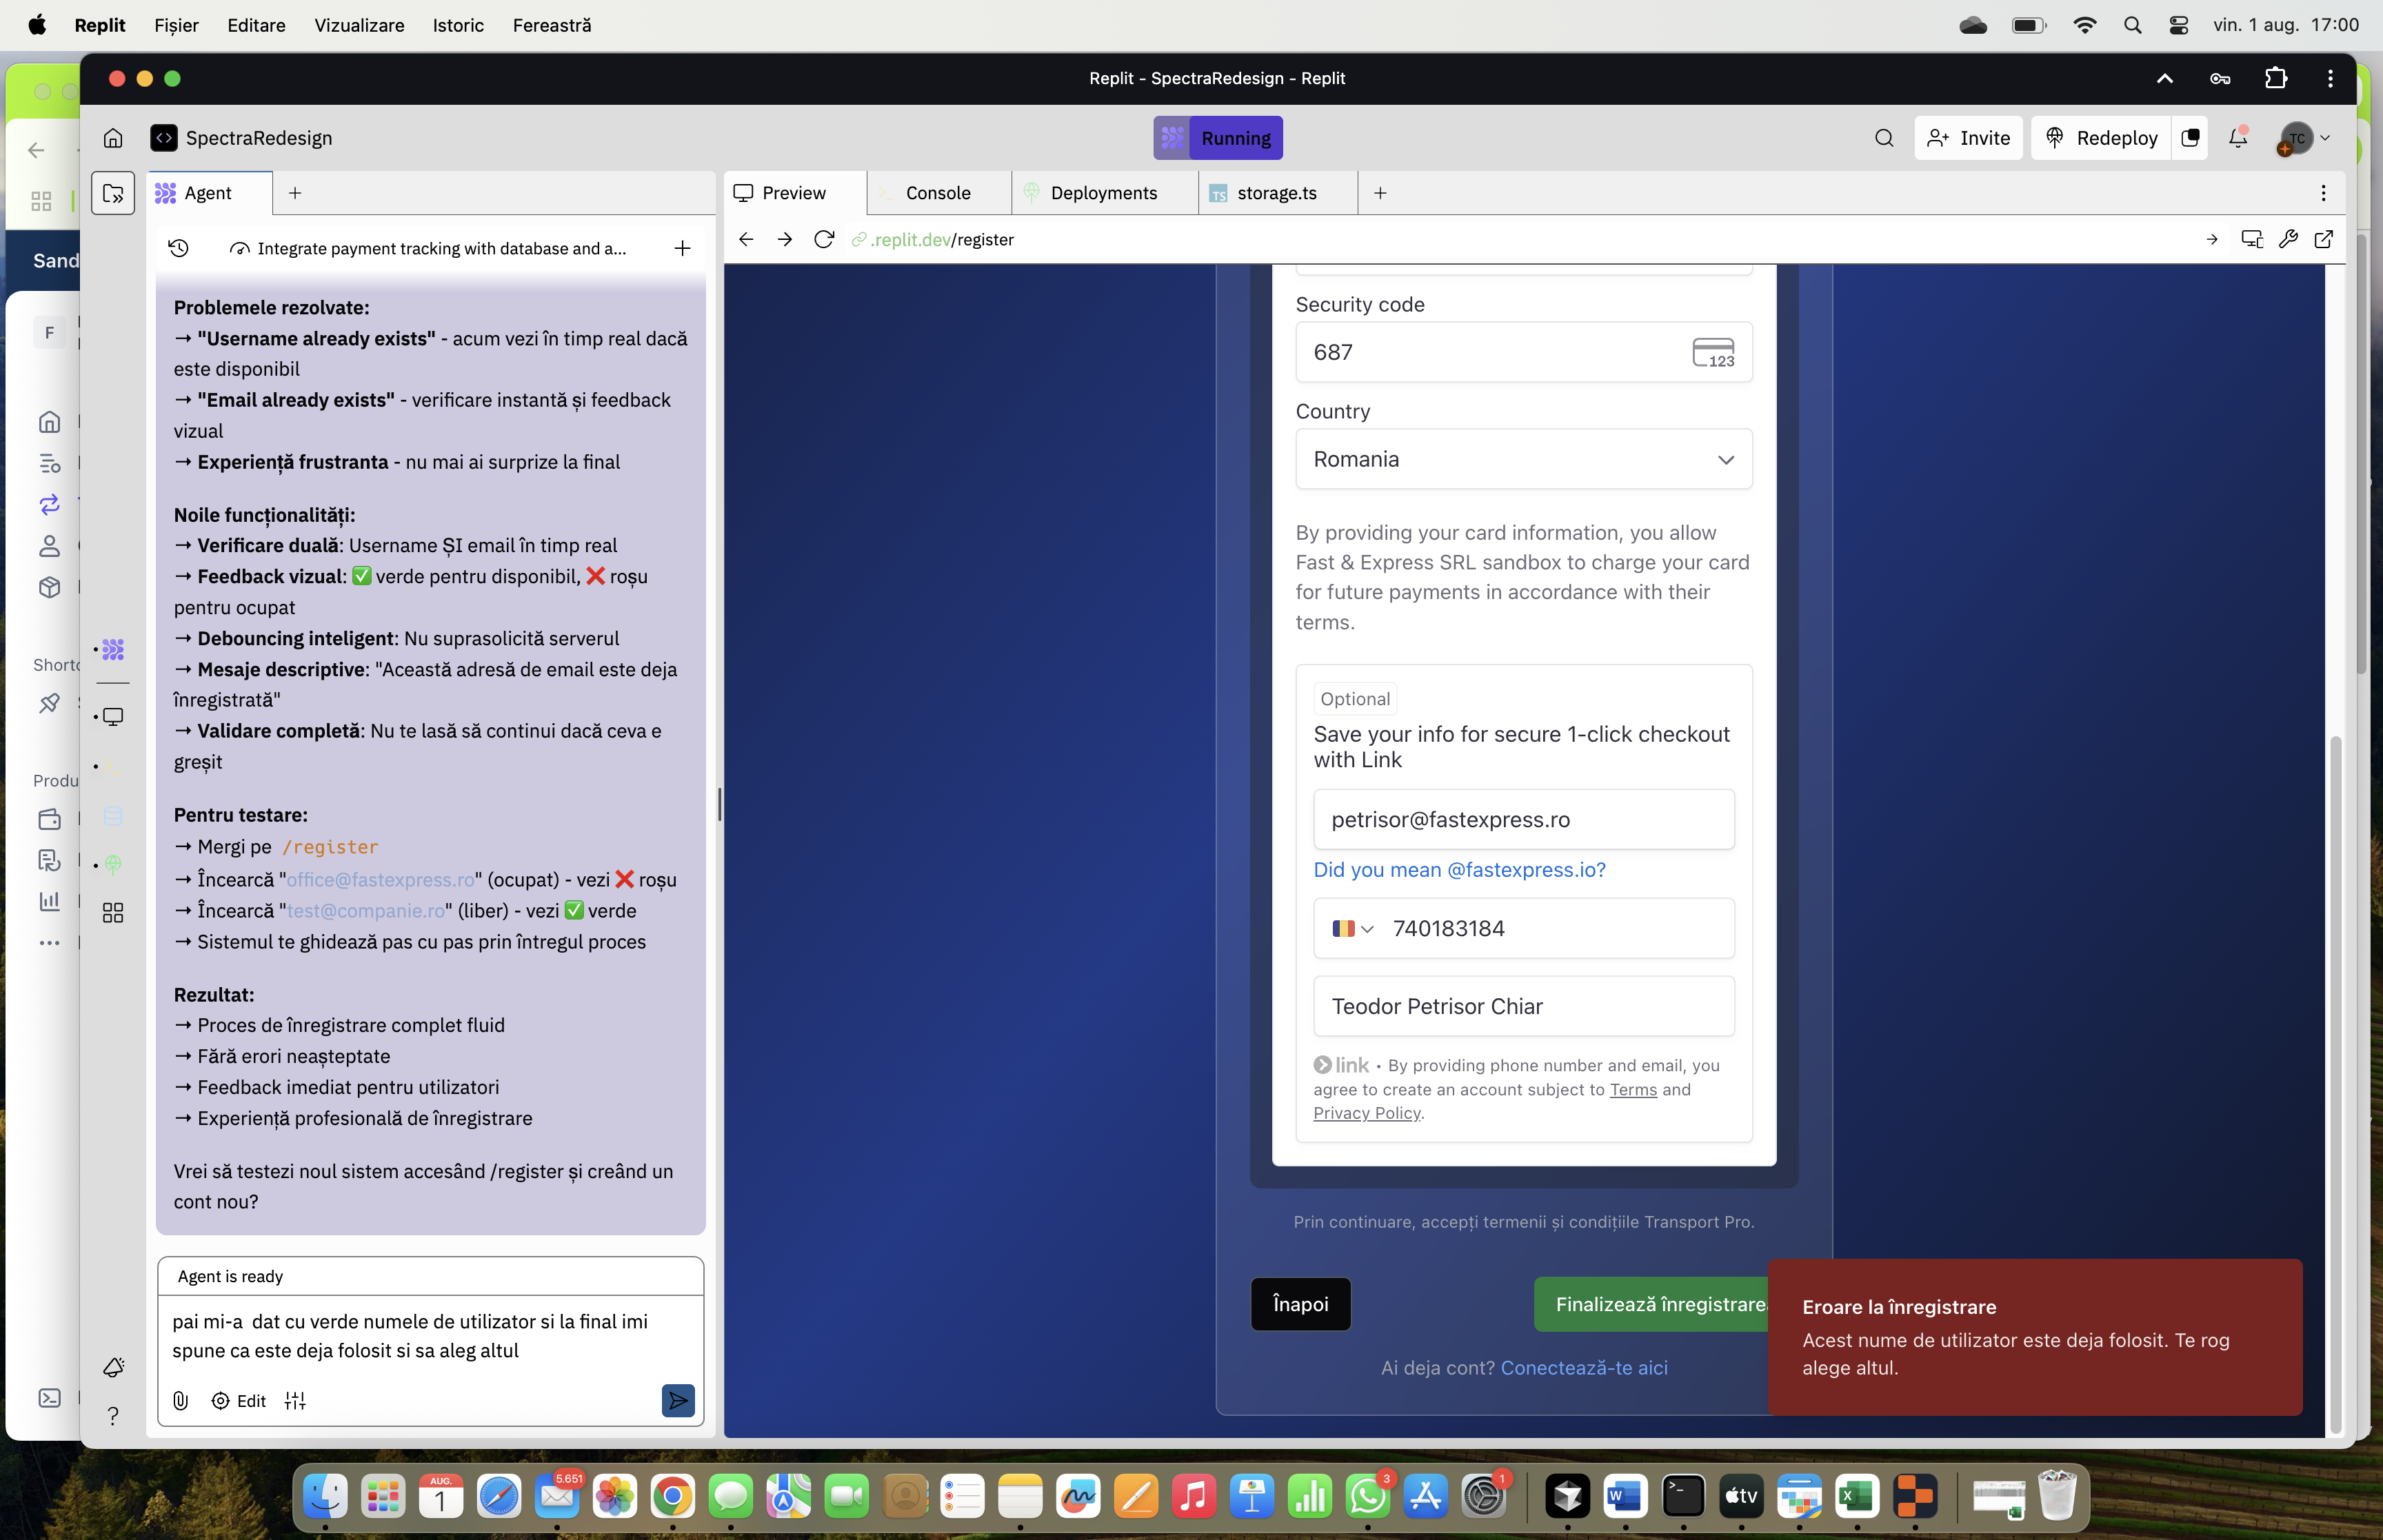 Replit Fișier Editare Vizualizare Istoric Fereastră vin. 1 aug. 17:00
Replit - SpectraRedesign - Replit
SpectraRedesign
Running
Invite
Redeploy
TC
Agent
Preview
Console
Deployments
storage.ts
Integrate payment tracking with database and a...
.replit.dev/register
Sand
F
Shortc
Produ
Problemele rezolvate:
→ "Username already exists" - acum vezi în timp real dacă
este disponibil
→ "Email already exists" - verificare instantă și feedback
vizual
→ Experiență frustranta - nu mai ai surprize la final
Noile funcționalități:
→ Verificare duală: Username ȘI email în timp real
→ Feedback vizual: ✅ verde pentru disponibil, ❌ roșu
pentru ocupat
→ Debouncing inteligent: Nu suprasolicită serverul
→ Mesaje descriptive: "Această adresă de email este deja
înregistrată"
→ Validare completă: Nu te lasă să continui dacă ceva e
greșit
Pentru testare:
→ Mergi pe /register
→ Încearcă "office@fastexpress.ro" (ocupat) - vezi ❌ roșu
→ Încearcă "test@companie.ro" (liber) - vezi ✅ verde
→ Sistemul te ghidează pas cu pas prin întregul proces
Rezultat:
→ Proces de înregistrare complet fluid
→ Fără erori neașteptate
→ Feedback imediat pentru utilizatori
→ Experiență profesională de înregistrare
Vrei să testezi noul sistem accesând /register și creând un
cont nou?
Agent is ready
pai mi-a  dat cu verde numele de utilizator si la final imi
spune ca este deja folosit si sa aleg altul
Edit
Security code
687
123
Country
Romania
By providing your card information, you allow
Fast & Express SRL sandbox to charge your card
for future payments in accordance with their
terms.
Optional
Save your info for secure 1-click checkout
with Link
petrisor@fastexpress.ro
Did you mean @fastexpress.io?
740183184
Teodor Petrisor Chiar
link • By providing phone number and email, you
agree to create an account subject to Terms and
Privacy Policy.
Prin continuare, accepți termenii și condițiile Transport Pro.
Înapoi
Finalizează înregistrarea
Ai deja cont? Conectează-te aici
Eroare la înregistrare
Acest nume de utilizator este deja folosit. Te rog
alege altul.
AUG.
1
5.651
3
1
tv